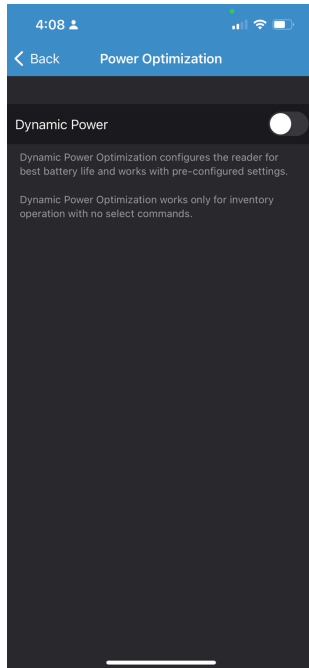 4:08
Back
Power Optimization
Dynamic Power
Dynamic Power Optimization configures the reader for
best battery life and works with pre-configured settings.
Dynamic Power Optimization works only for inventory
operation with no select commands.